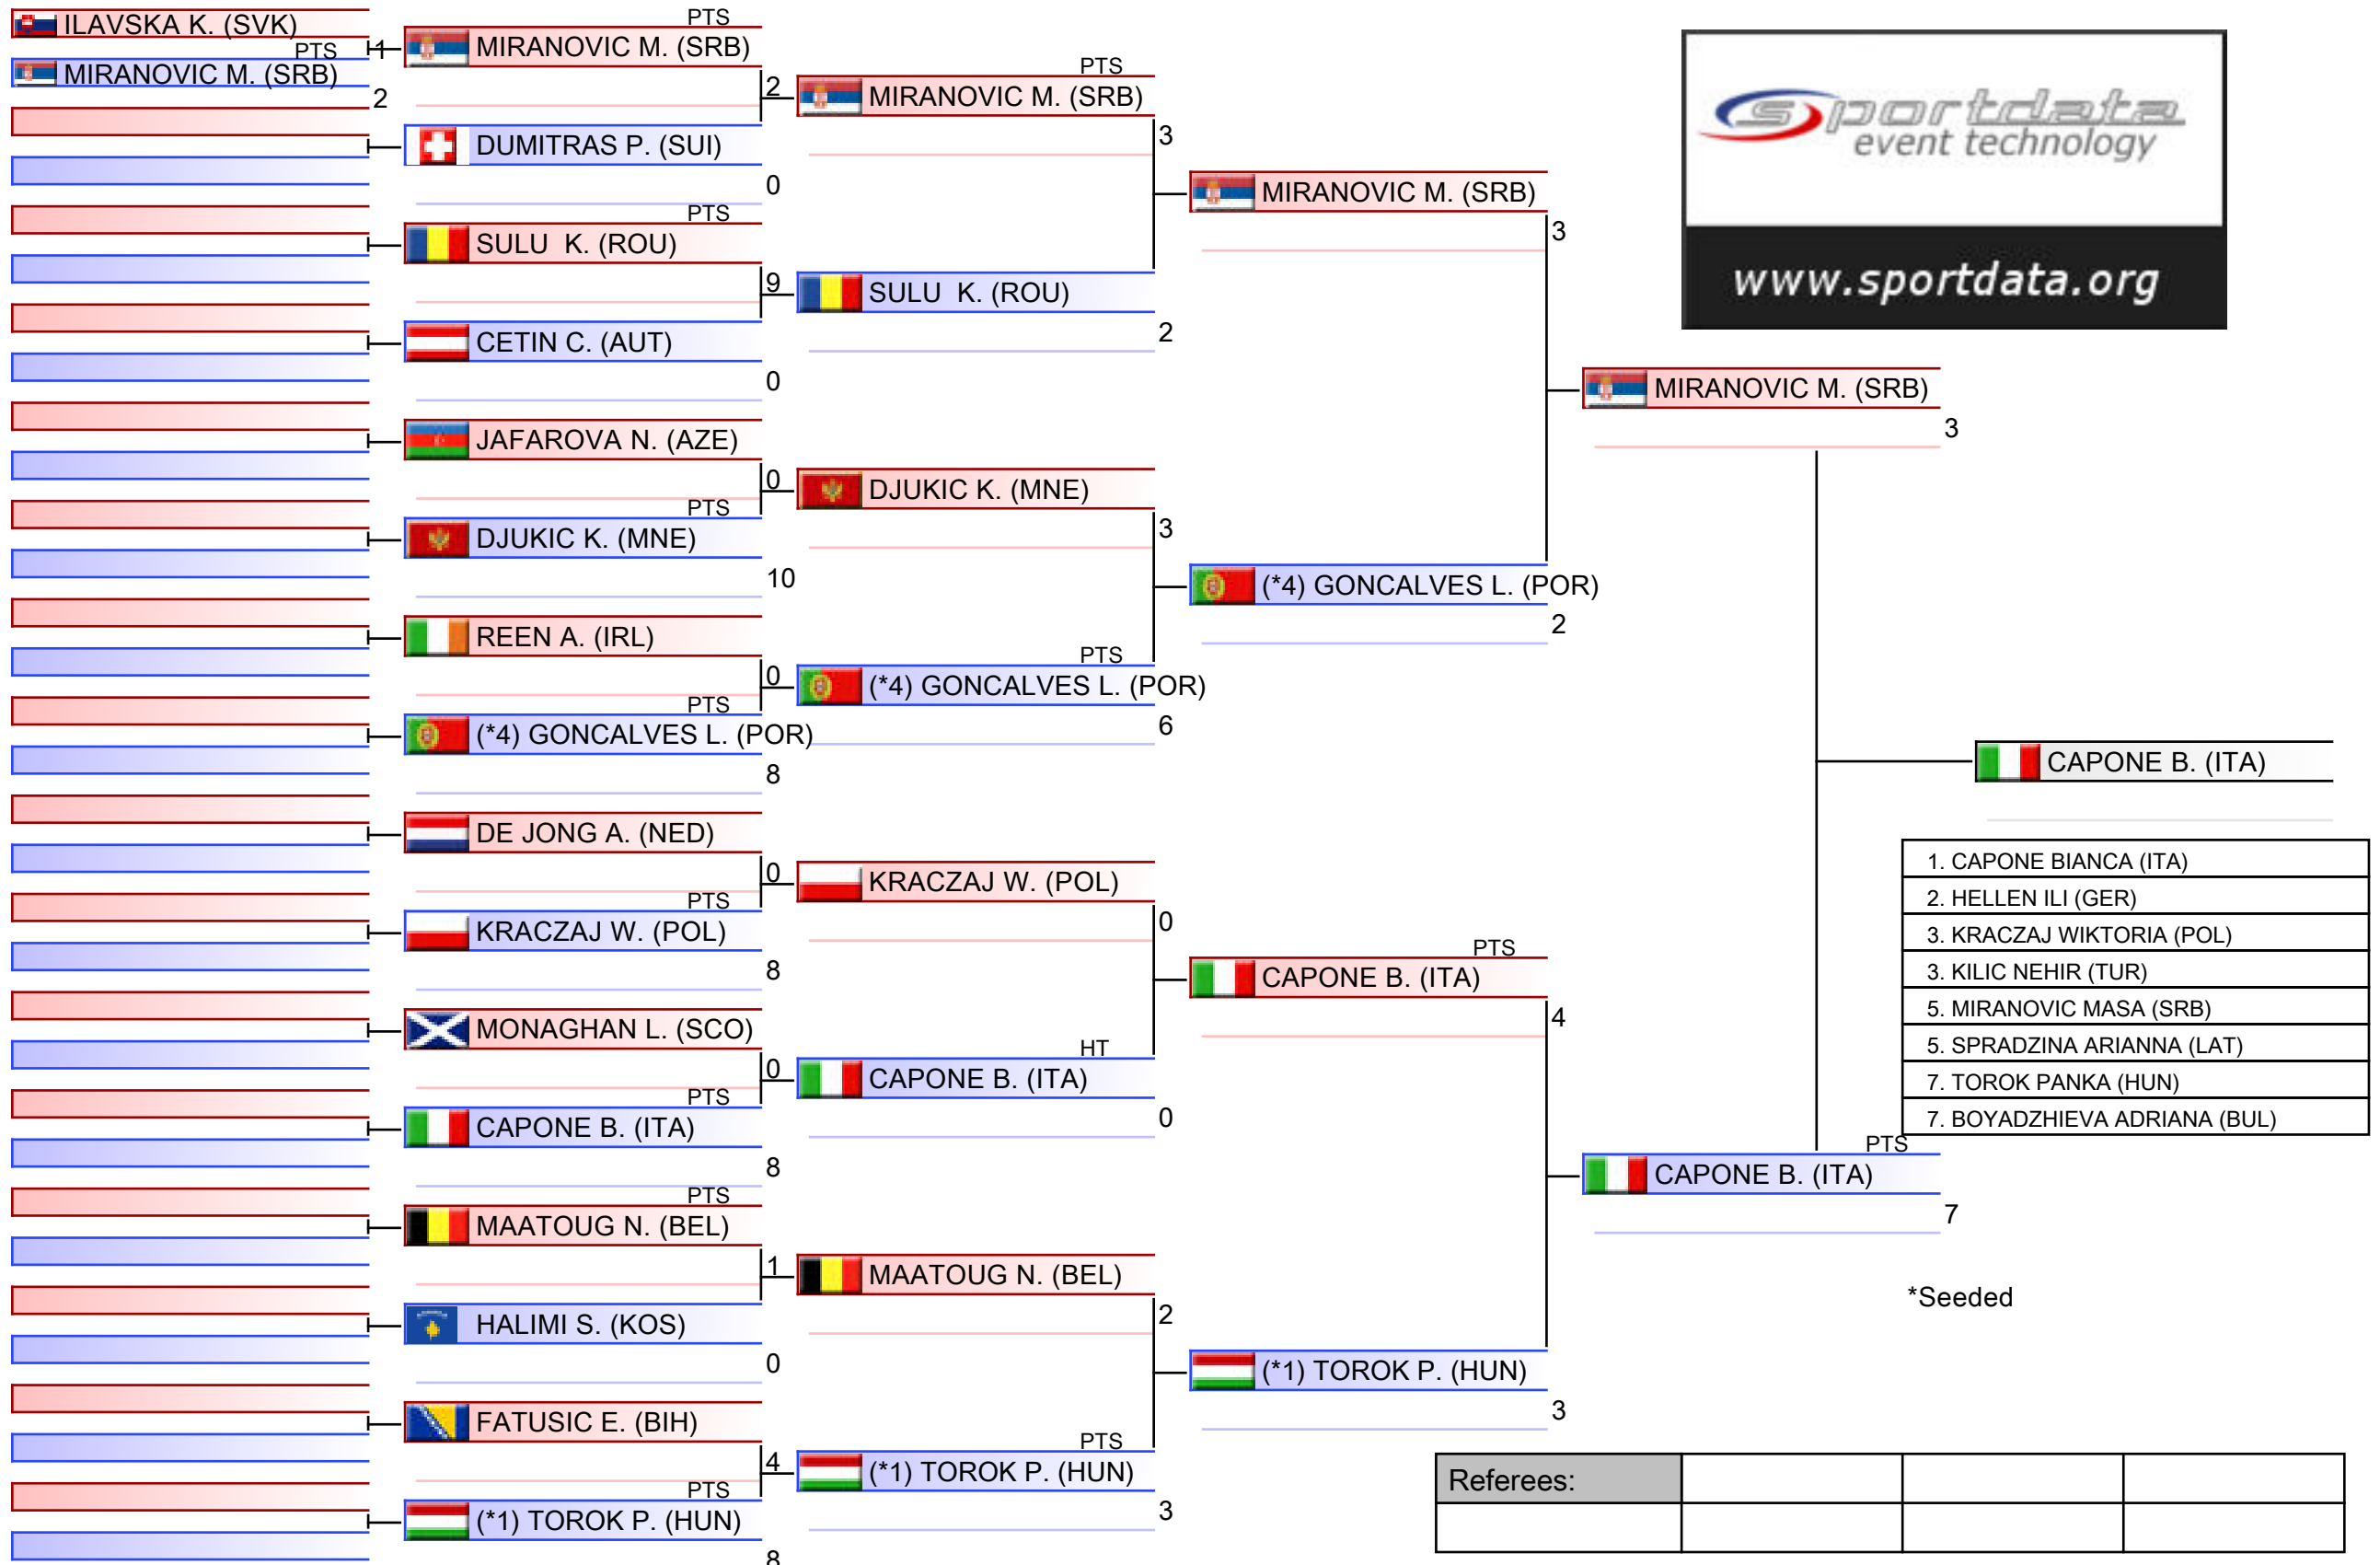 ILAVSKA K. (SVK)
PTS
1
MIRANOVIC M. (SRB)
2
PTS
MIRANOVIC M. (SRB)
2
DUMITRAS P. (SUI)
0
PTS
SULU K. (ROU)
9
CETIN C. (AUT)
0
JAFAROVA N. (AZE)
0
PTS
DJUKIC K. (MNE)
10
REEN A. (IRL)
0
PTS
(*4) GONCALVES L. (POR)
8
DE JONG A. (NED)
0
PTS
KRACZAJ W. (POL)
8
MONAGHAN L. (SCO)
0
PTS
CAPONE B. (ITA)
8
PTS
MAATOUG N. (BEL)
1
HALIMI S. (KOS)
0
FATUSIC E. (BIH)
4
PTS
(*1) TOROK P. (HUN)
8
PTS
MIRANOVIC M. (SRB)
3
SULU K. (ROU)
2
DJUKIC K. (MNE)
3
PTS
(*4) GONCALVES L. (POR)
6
KRACZAJ W. (POL)
0
HT
CAPONE B. (ITA)
0
MAATOUG N. (BEL)
2
PTS
(*1) TOROK P. (HUN)
3
MIRANOVIC M. (SRB)
3
(*4) GONCALVES L. (POR)
2
PTS
CAPONE B. (ITA)
4
(*1) TOROK P. (HUN)
3
MIRANOVIC M. (SRB)
3
PTS
CAPONE B. (ITA)
7
CAPONE B. (ITA)
sportdata
event technology
www.sportdata.org
1. CAPONE BIANCA (ITA)
2. HELLEN ILI (GER)
3. KRACZAJ WIKTORIA (POL)
3. KILIC NEHIR (TUR)
5. MIRANOVIC MASA (SRB)
5. SPRADZINA ARIANNA (LAT)
7. TOROK PANKA (HUN)
7. BOYADZHIEVA ADRIANA (BUL)
*Seeded
Referees: